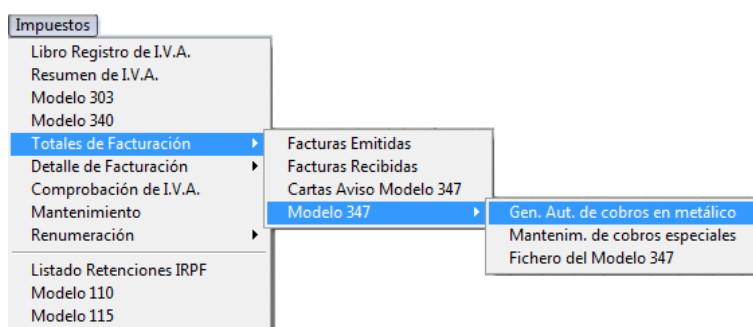 Impuestos
Libro Registro de I.V.A.
Resumen de I.V.A.
Modelo 303
Modelo 340
Totales de Facturación
Detalle de Facturación
Comprobación de I.V.A.
Mantenimiento
Renumeración
Listado Retenciones IRPF
Modelo 110
Modelo 115
Facturas Emitidas
Facturas Recibidas
Cartas Aviso Modelo 347
Modelo 347
Gen. Aut. de cobros en metálico
Mantenim. de cobros especiales
Fichero del Modelo 347